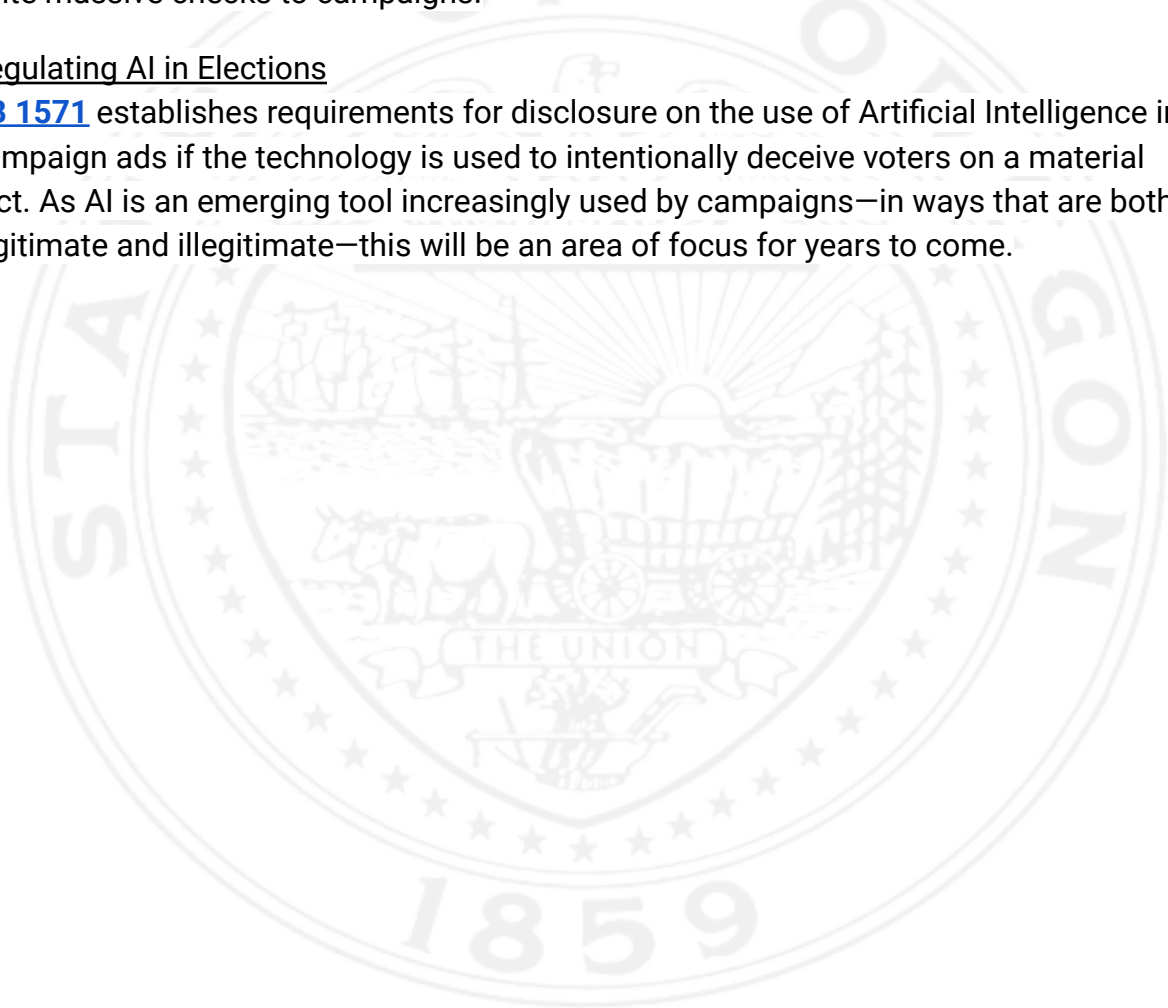 egulating AI in Elections
1571 establishes requirements for disclosure on the use of Artificial Intelligence
mpaign ads if the technology is used to intentionally deceive voters on a material
ct. As AI is an emerging tool increasingly used by campaigns—in ways that are both
gitimate and illegitimate—this will be an area of focus for years to come.
STA
GON
THE UNION
1859